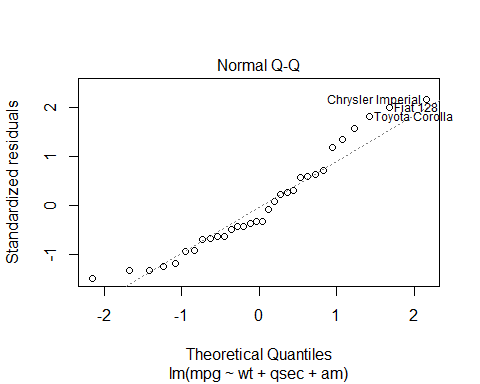 Normal Q-Q
Standardized residuals
2
1
0
-1
Chrysler Imperial
Fiat 128
Toyota Corolla
-2 -1 0 1 2
Theoretical Quantiles
lm(mpg ~ wt + qsec + am)